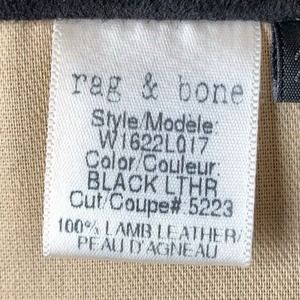 rag & bone
Style/Modele:
W1622L017
Color/Couleur:
BLACK LTHR
Cut/Coupe#: 5223
100% LAMB LEATHER/
PEAU D'AGNEAU